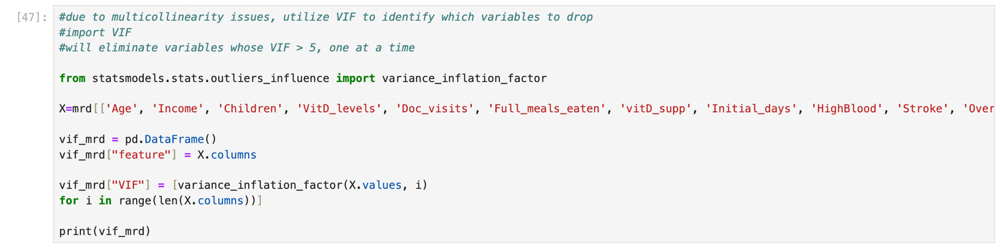 [47]: #due to multicollinearity issues, utilize VIF to identify which variables to drop
#import VIF
#will eliminate variables whose VIF > 5, one at a time
from statsmodels.stats.outliers_influence import variance_inflation_factor
X=mrd[['Age', 'Income', 'Children', 'VitD_levels', 'Doc_visits', 'Full_meals_eaten', 'vitD_supp', 'Initial_days', 'HighBlood', 'Stroke', 'Over
vif_mrd = pd.DataFrame()
vif_mrd["feature"] = X.columns
vif_mrd["VIF"] = [variance_inflation_factor(X.values, i)
for i in range(len(X.columns))]
print(vif_mrd)